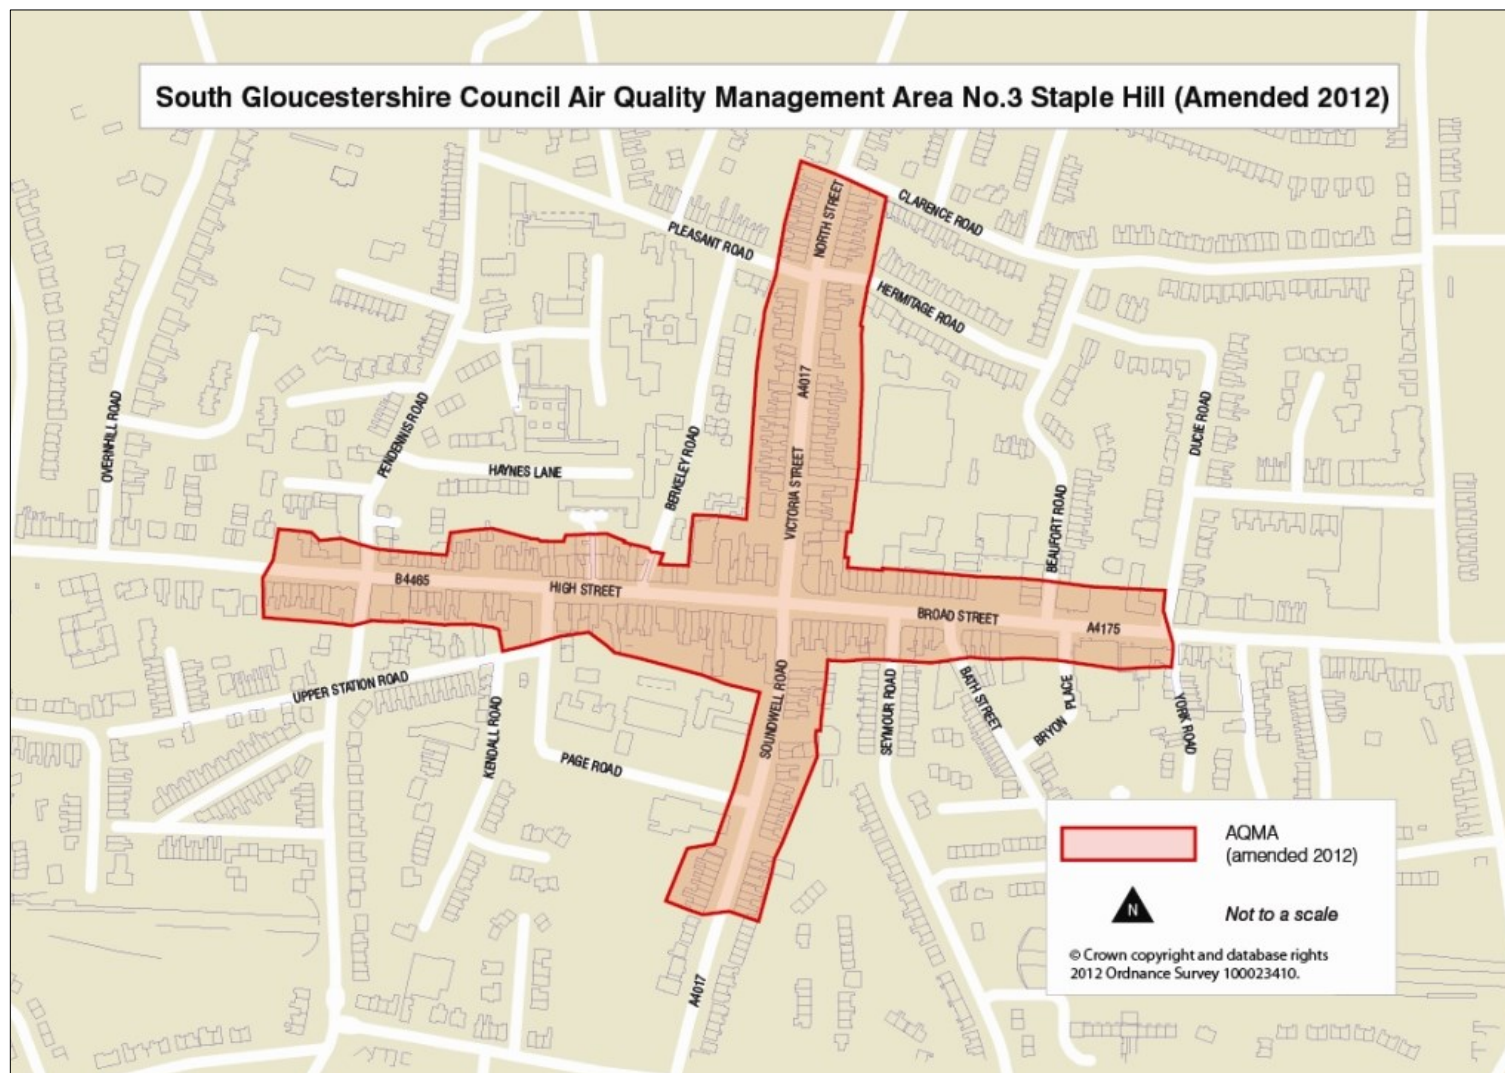 South Gloucestershire Council Air Quality Management Area No.3 Staple Hill (Amended 2012)
NORTH STREET
CLARENCE ROAD
PLEASANT ROAD
HERMITAGE ROAD
A4017
OVERNHILL ROAD
PENDENNIS ROAD
DUCIE ROAD
BERKELEY ROAD
HAYNES LANE
VICTORIA STREET
BEAUFORT ROAD
B4465
HIGH STREET
BROAD STREET
A4175
UPPER STATION ROAD
SOUNDWELL ROAD
SEYMOUR ROAD
BATH STREET
BRYON PLACE
YORK ROAD
KENDALL ROAD
PAGE ROAD
A4017
AQMA
(amended 2012)
N
Not to a scale
© Crown copyright and database rights
2012 Ordnance Survey 100023410.